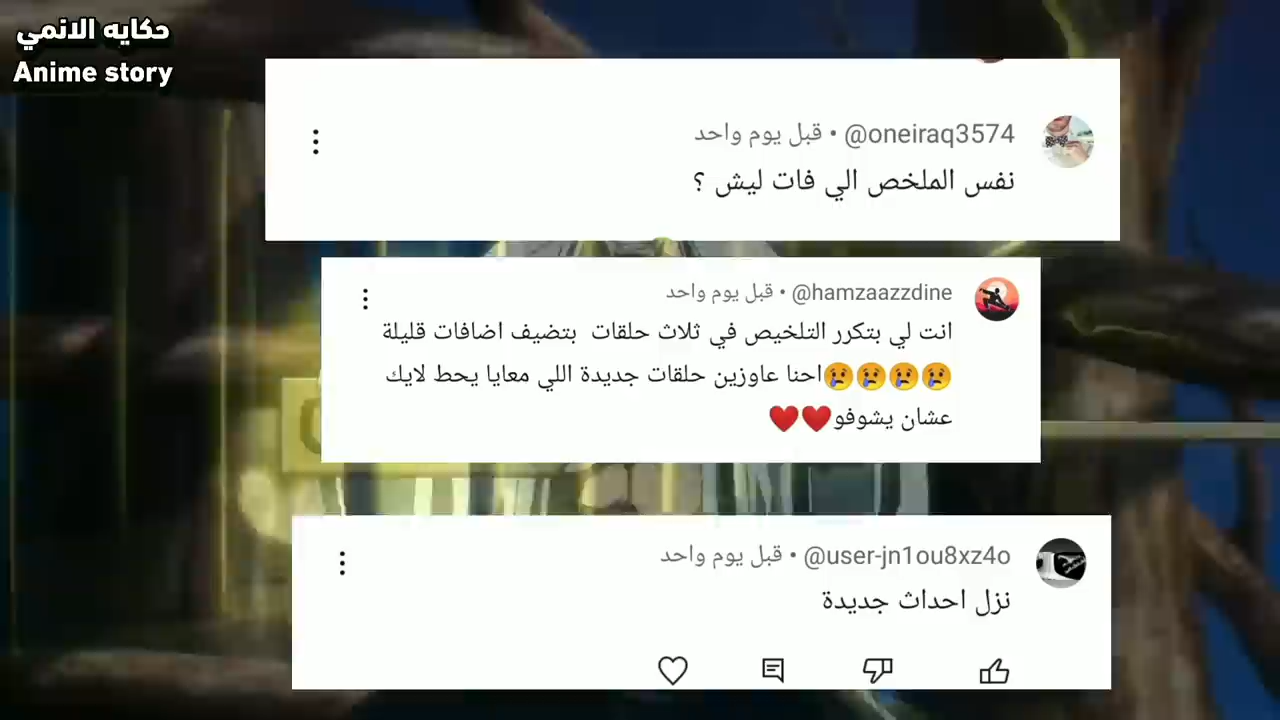 حكايه الانمي
Anime story
@oneiraq3574 • قبل يوم واحد
نفس الملخص الي فات ليش ؟
@hamzaazzdine • قبل يوم واحد
انت لي بتكرر التلخيص في ثلاث حلقات بتضيف اضافات قليلة
😢😢😢😢احنا عاوزين حلقات جديدة اللي معايا يحط لايك
عشان يشوفو❤️❤️
@user-jn1ou8xz4o • قبل يوم واحد
نزل احداث جديدة